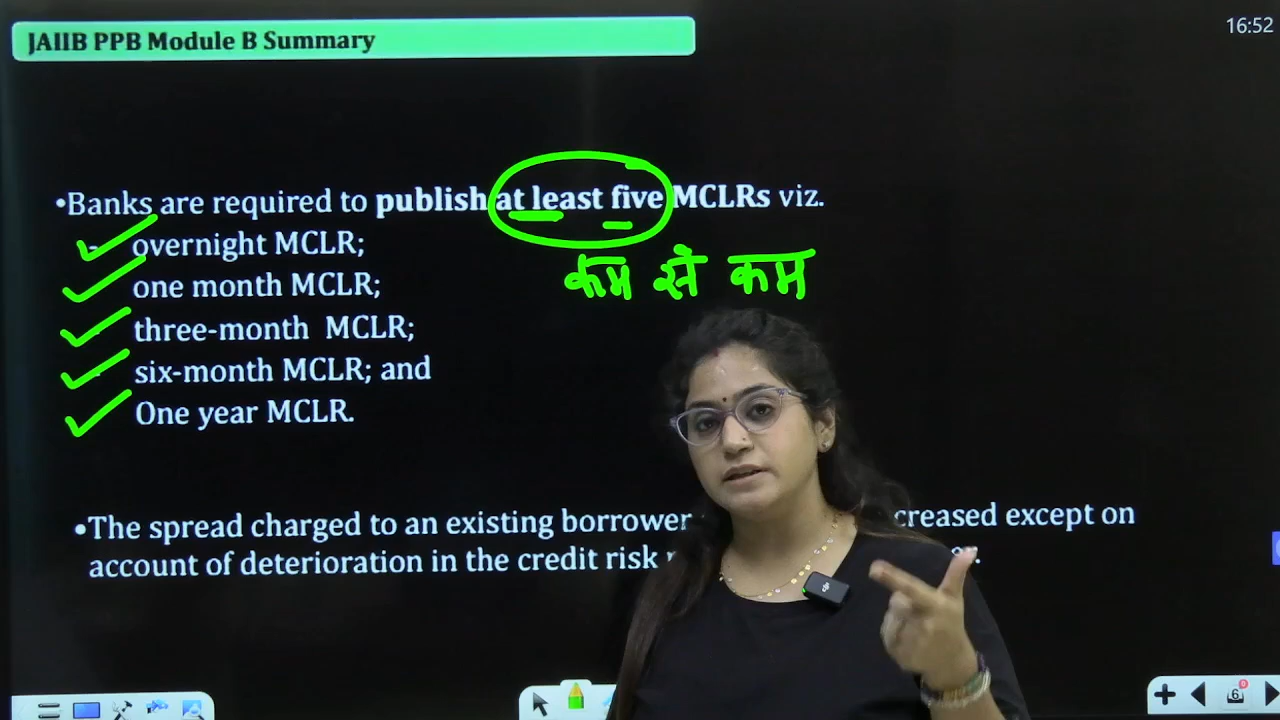 JAIIB PPB Module B Summary
16:52
•Banks are required to publish at least five MCLRs viz.
overnight MCLR;
कम से कम
one month MCLR;
three-month MCLR;
six-month MCLR; and
One year MCLR.
•The spread charged to an existing borrower creased except on
account of deterioration in the credit risk